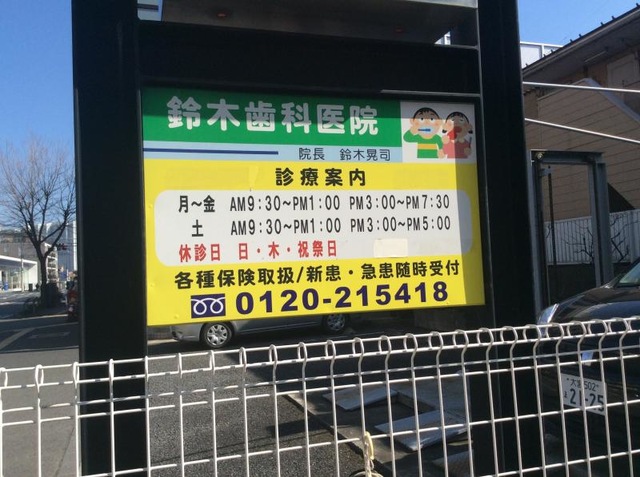 鈴木歯科医院
院長 鈴木晃司
診療案内
月～金 AM9:30～PM1:00 PM3:00～PM7:30
土 AM9:30～PM1:00 PM3:00～PM5:00
休診日 日・木・祝祭日
各種保険取扱/新患・急患随時受付
0120-215418
502
21-25